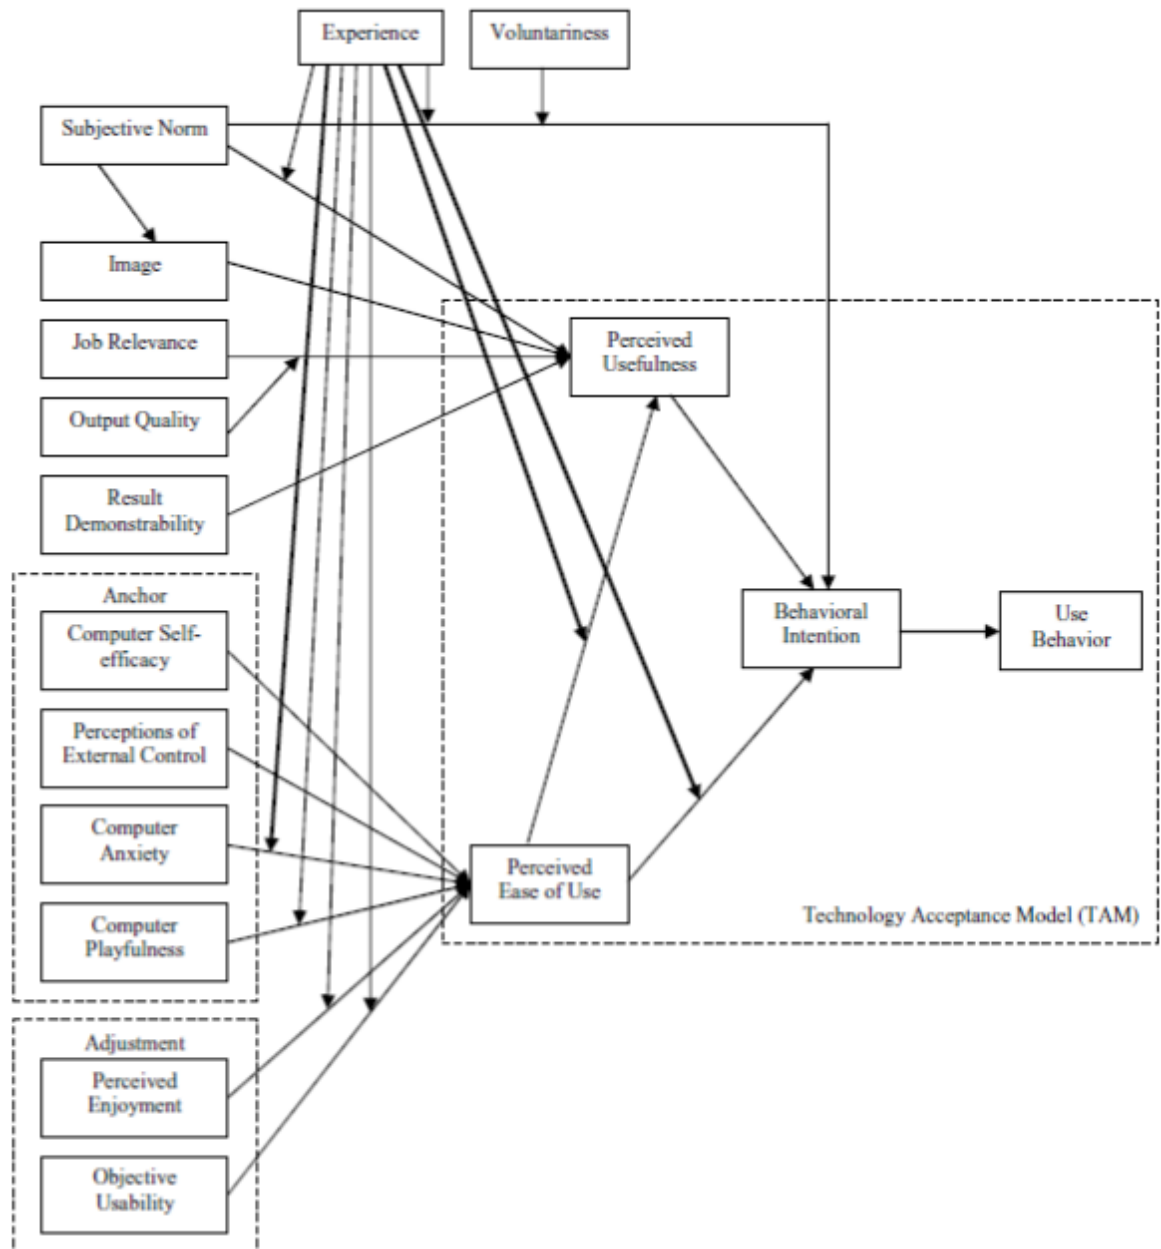 Experience
Voluntariness
Subjective Norm
Image
Job Relevance
Output Quality
Result
Demonstrability
Perceived
Usefulness
Anchor
Computer Self-
efficacy
Perceptions of
External Control
Computer
Anxiety
Computer
Playfulness
Behavioral
Intention
Use
Behavior
Perceived
Ease of Use
Technology Acceptance Model (TAM)
Adjustment
Perceived
Enjoyment
Objective
Usability